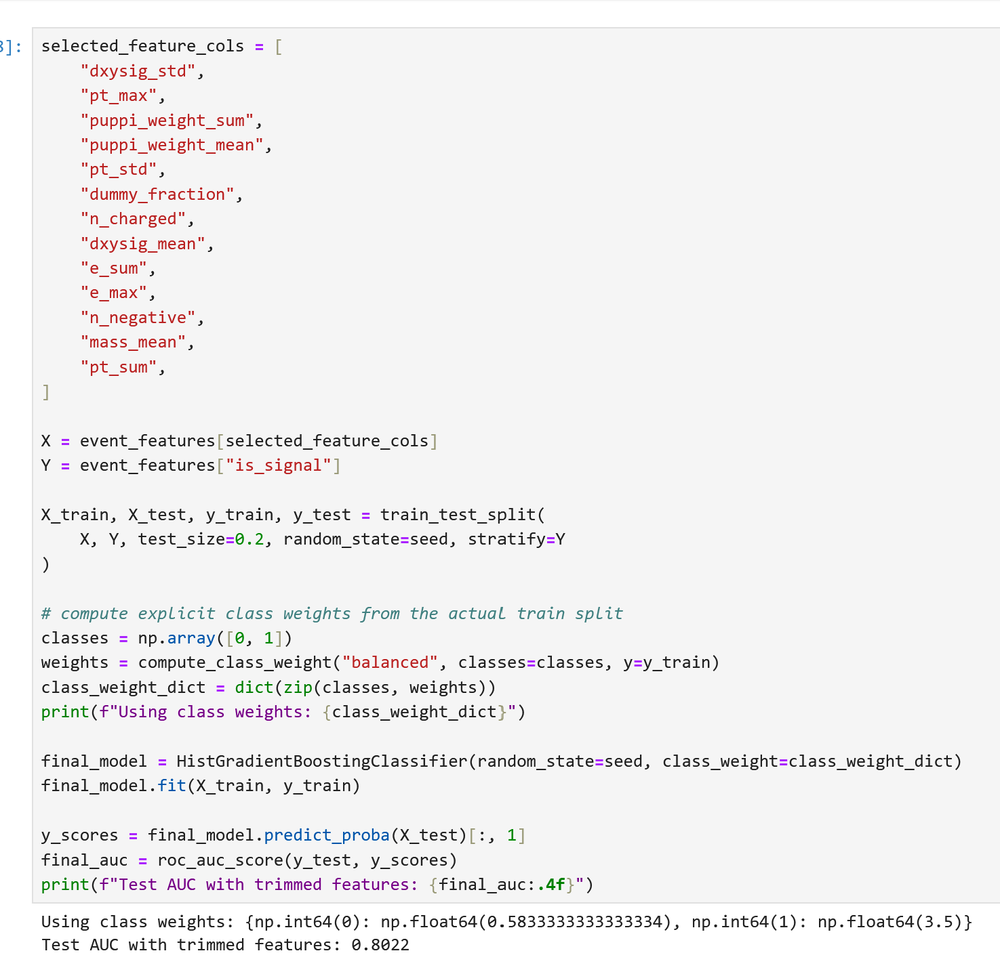 8]:
selected_feature_cols = [
    "dxysig_std",
    "pt_max",
    "puppi_weight_sum",
    "puppi_weight_mean",
    "pt_std",
    "dummy_fraction",
    "n_charged",
    "dxysig_mean",
    "e_sum",
    "e_max",
    "n_negative",
    "mass_mean",
    "pt_sum",
]
X = event_features[selected_feature_cols]
Y = event_features["is_signal"]
X_train, X_test, y_train, y_test = train_test_split(
    X, Y, test_size=0.2, random_state=seed, stratify=Y
)
# compute explicit class weights from the actual train split
classes = np.array([0, 1])
weights = compute_class_weight("balanced", classes=classes, y=y_train)
class_weight_dict = dict(zip(classes, weights))
print(f"Using class weights: {class_weight_dict}")
final_model = HistGradientBoostingClassifier(random_state=seed, class_weight=class_weight_dict)
final_model.fit(X_train, y_train)
y_scores = final_model.predict_proba(X_test)[:, 1]
final_auc = roc_auc_score(y_test, y_scores)
print(f"Test AUC with trimmed features: {final_auc:.4f}")
Using class weights: {np.int64(0): np.float64(0.5833333333333334), np.int64(1): np.float64(3.5)}
Test AUC with trimmed features: 0.8022